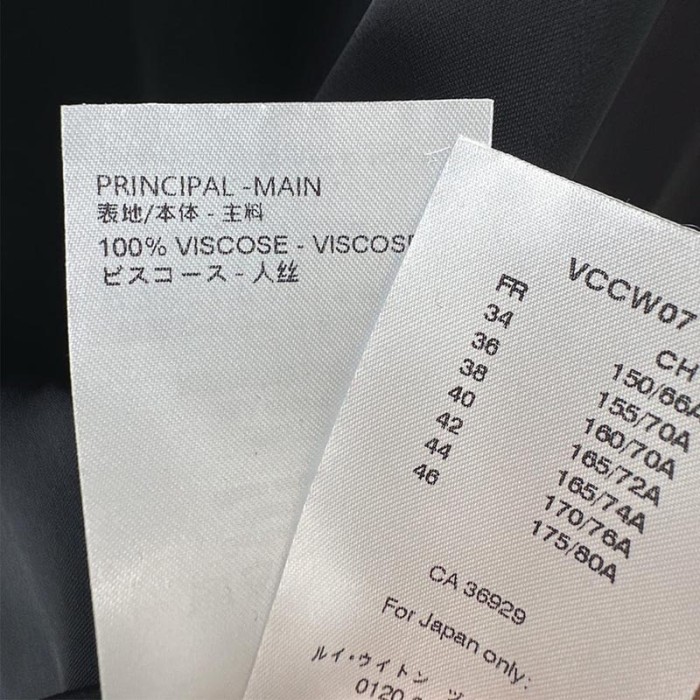 PRINCIPAL -MAIN
表地/本体 - 主料
100% VISCOSE - VISCOSE
ビスコース - 人丝
VCCW07
FR CH
34 150/66A
36 155/70A
38 160/70A
40 165/72A
42 165/74A
44 170/76A
46 175/80A
CA 36929
For Japan only:
ルイ・ウイトン
0120